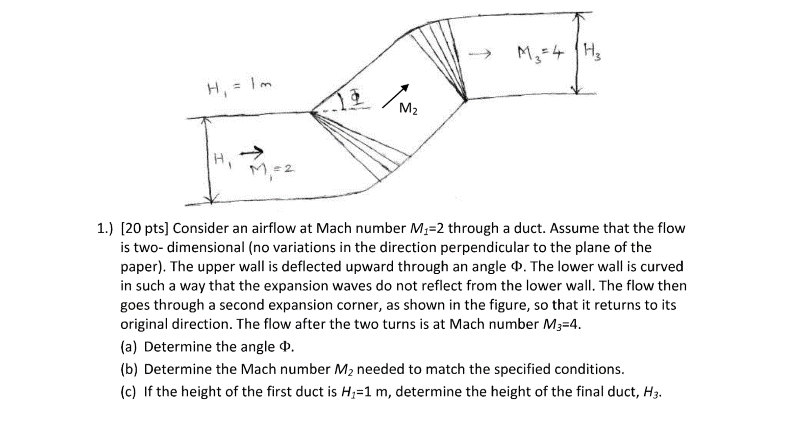 M₃=4 H₃
H₁ = 1m
Φ
M₂
H₁
M₁=2
1.) [20 pts] Consider an airflow at Mach number M₁=2 through a duct. Assume that the flow
is two- dimensional (no variations in the direction perpendicular to the plane of the
paper). The upper wall is deflected upward through an angle Φ. The lower wall is curved
in such a way that the expansion waves do not reflect from the lower wall. The flow then
goes through a second expansion corner, as shown in the figure, so that it returns to its
original direction. The flow after the two turns is at Mach number M₃=4.
(a) Determine the angle Φ.
(b) Determine the Mach number M₂ needed to match the specified conditions.
(c) If the height of the first duct is H₁=1 m, determine the height of the final duct, H₃.